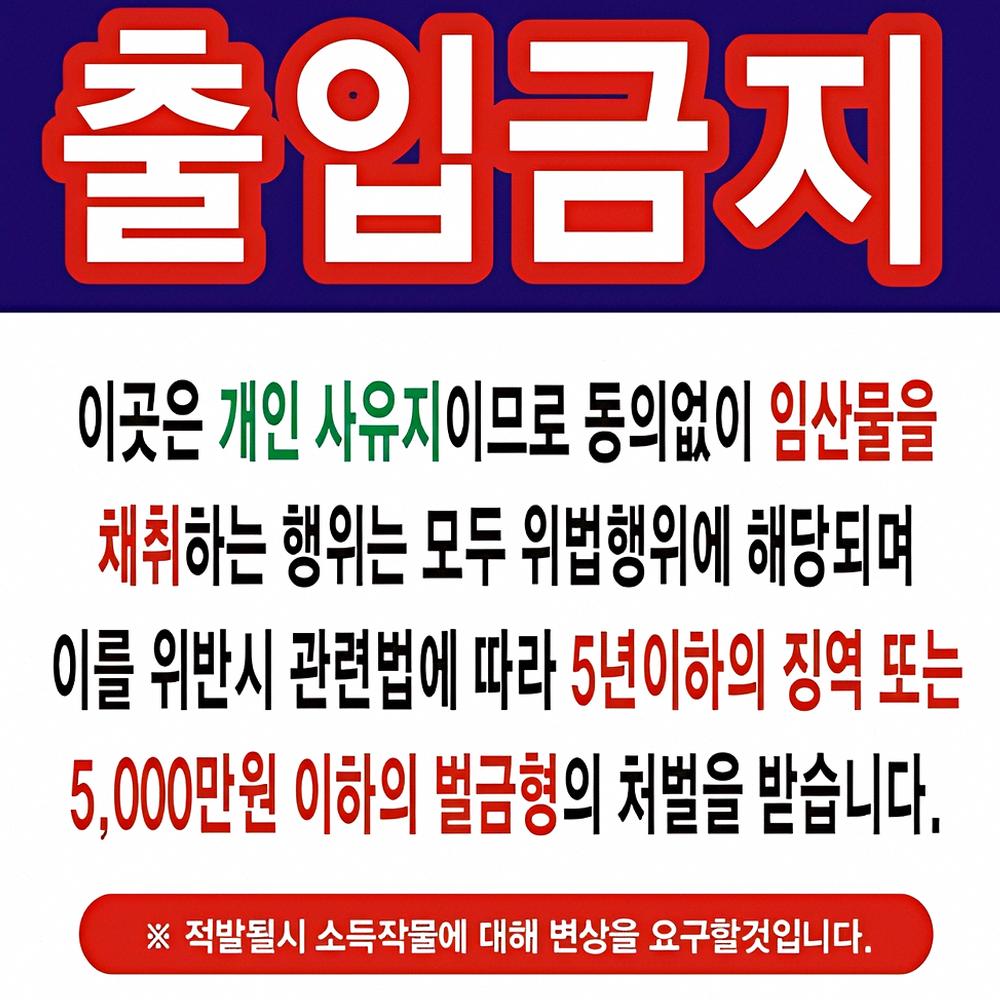 출입금지
이곳은 개인 사유지이므로 동의없이 임산물을
채취하는 행위는 모두 위법행위에 해당되며
이를 위반시 관련법에 따라 5년이하의 징역 또는
5,000만원 이하의 벌금형의 처벌을 받습니다.
※ 적발될시 소득작물에 대해 변상을 요구할것입니다.